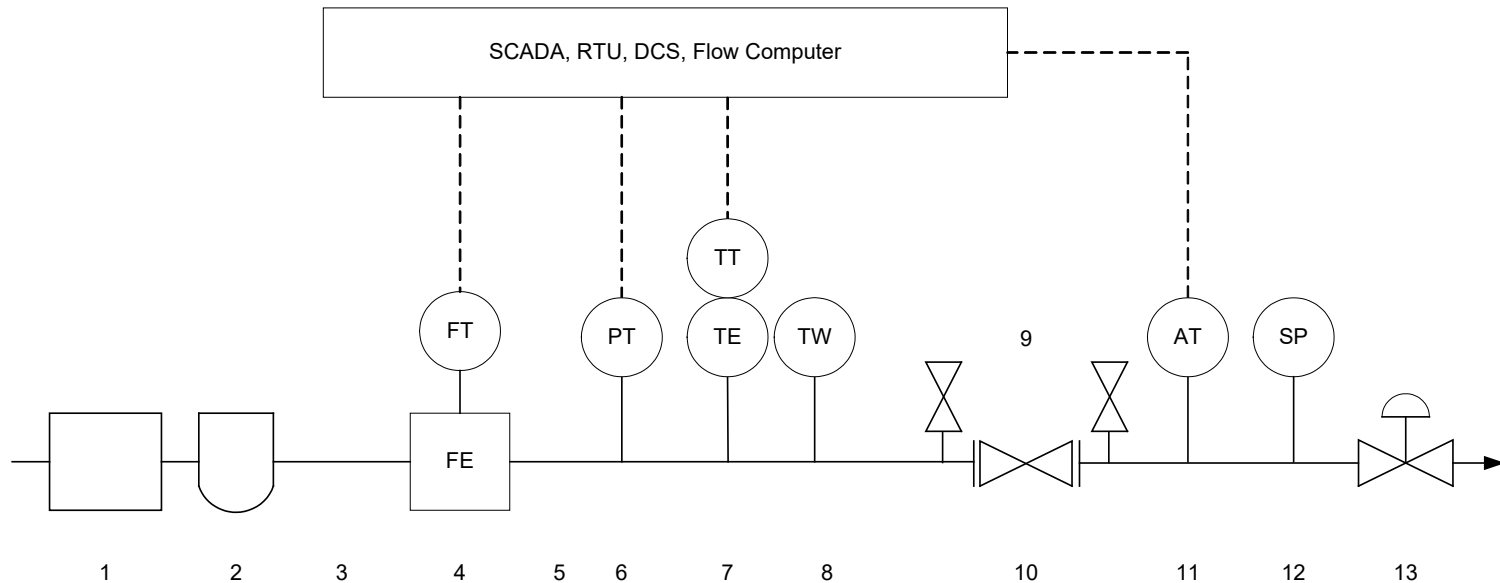 SCADA, RTU, DCS, Flow Computer
TT
FT
PT
TE
TW
9
AT
SP
FE
1 2 3 4 5 6 7 8 10 11 12 13